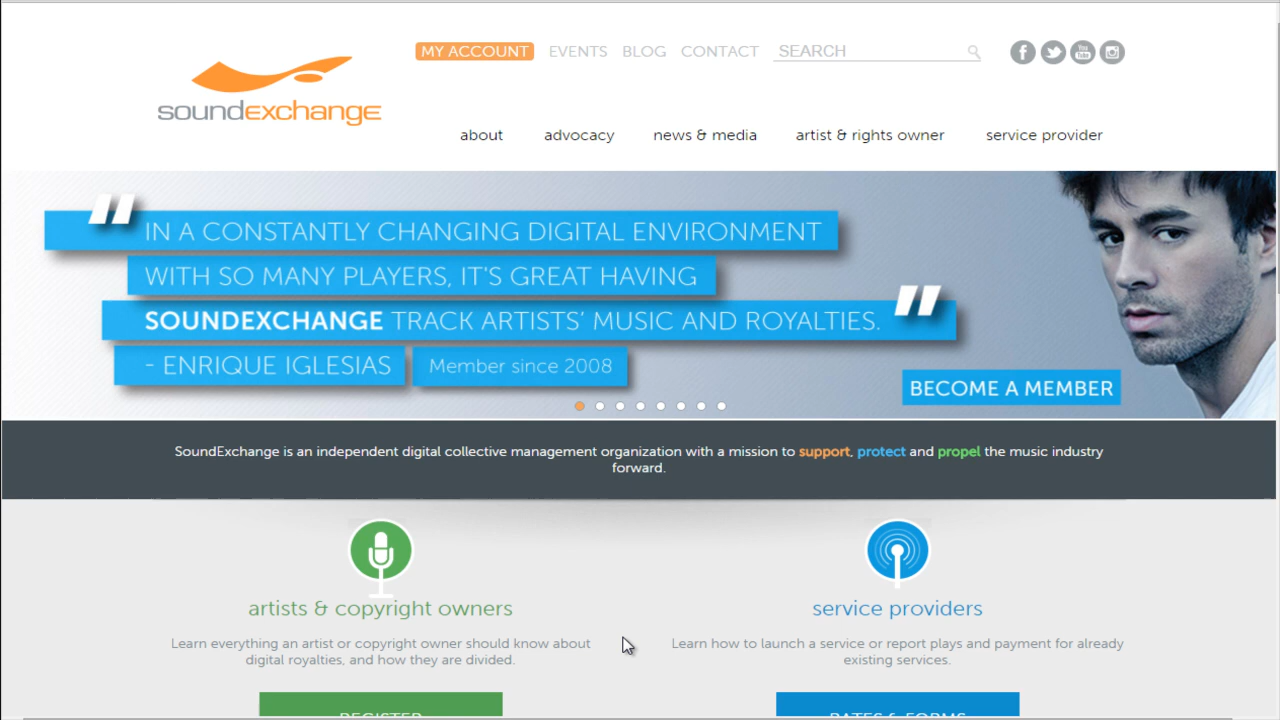 MY ACCOUNT EVENTS BLOG CONTACT SEARCH
soundexchange
about advocacy news & media artist & rights owner service provider
" IN A CONSTANTLY CHANGING DIGITAL ENVIRONMENT
WITH SO MANY PLAYERS, IT'S GREAT HAVING
SOUNDEXCHANGE TRACK ARTISTS' MUSIC AND ROYALTIES. "
- ENRIQUE IGLESIAS Member since 2008
BECOME A MEMBER
SoundExchange is an independent digital collective management organization with a mission to support, protect and propel the music industry
forward.
artists & copyright owners
Learn everything an artist or copyright owner should know about
digital royalties, and how they are divided.
REGISTER
service providers
Learn how to launch a service or report plays and payment for already
existing services.
RATES & FORMS